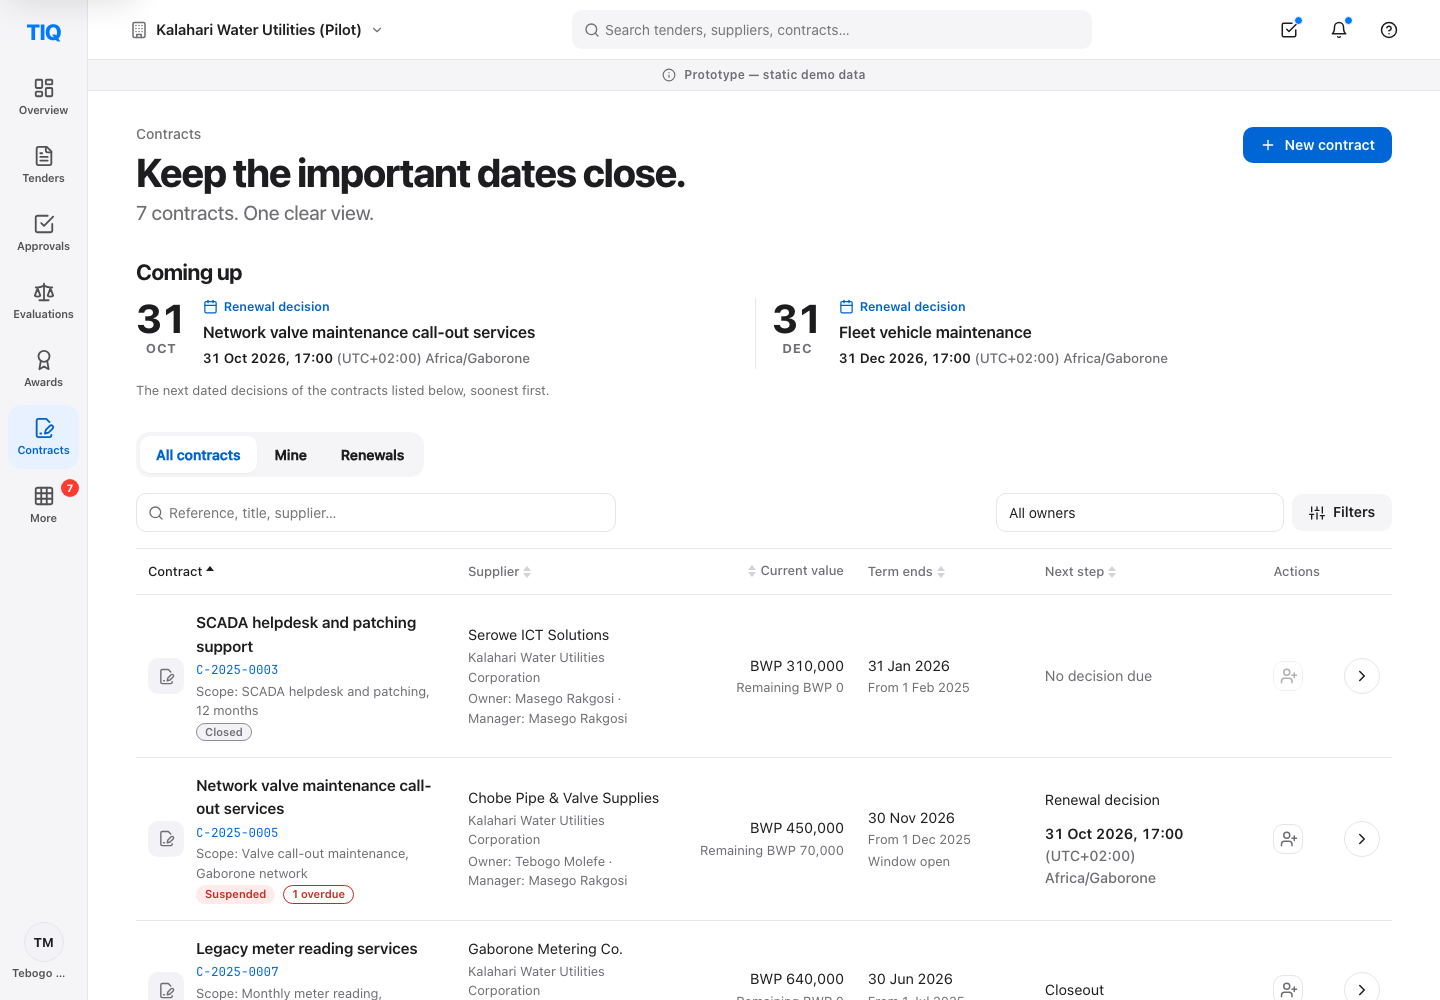 TIQ
Kalahari Water Utilities (Pilot)
Search tenders, suppliers, contracts...
Prototype — static demo data
Overview
Tenders
Approvals
Evaluations
Awards
Contracts
7
More
TM
Tebogo ...
Contracts
New contract
Keep the important dates close.
7 contracts. One clear view.
Coming up
31
OCT
Renewal decision
Network valve maintenance call-out services
31 Oct 2026, 17:00 (UTC+02:00) Africa/Gaborone
31
DEC
Renewal decision
Fleet vehicle maintenance
31 Dec 2026, 17:00 (UTC+02:00) Africa/Gaborone
The next dated decisions of the contracts listed below, soonest first.
All contracts
Mine
Renewals
Reference, title, supplier...
All owners
Filters
Contract
Supplier
Current value
Term ends
Next step
Actions
SCADA helpdesk and patching
support
C-2025-0003
Scope: SCADA helpdesk and patching,
12 months
Closed
Serowe ICT Solutions
Kalahari Water Utilities
Corporation
Owner: Masego Rakgosi ·
Manager: Masego Rakgosi
BWP 310,000
Remaining BWP 0
31 Jan 2026
From 1 Feb 2025
No decision due
Network valve maintenance call-
out services
C-2025-0005
Scope: Valve call-out maintenance,
Gaborone network
Suspended
1 overdue
Chobe Pipe & Valve Supplies
Kalahari Water Utilities
Corporation
Owner: Tebogo Molefe ·
Manager: Masego Rakgosi
BWP 450,000
Remaining BWP 70,000
30 Nov 2026
From 1 Dec 2025
Window open
Renewal decision
31 Oct 2026, 17:00
(UTC+02:00)
Africa/Gaborone
Legacy meter reading services
C-2025-0007
Scope: Monthly meter reading,
Gaborone Metering Co.
Kalahari Water Utilities
Corporation
BWP 640,000
Remaining BWP 0
30 Jun 2026
From 1 Jul 2025
Closeout